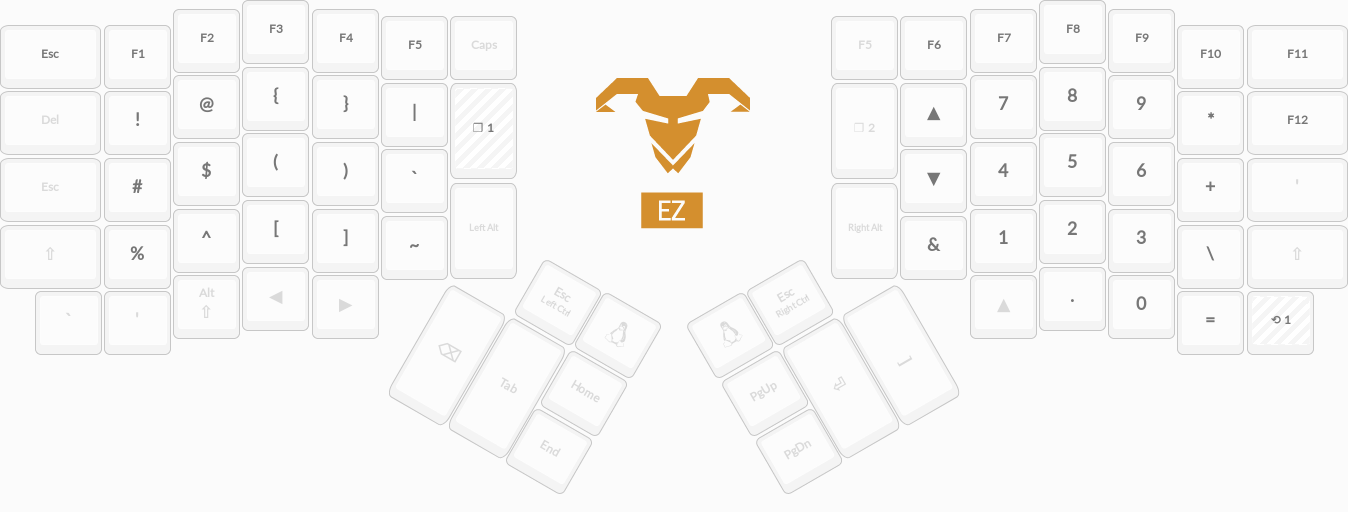 Esc F1 F2 F3 F4 F5 Caps
Del ! @ { } | ❐ 1
Esc # $ ( ) `
⇧ % ^ [ ] ~ Left Alt
` ' Alt ⇧ ◀ ▶
Esc Left Ctrl
⌫ Tab Home
End
EZ
F5 F6 F7 F8 F9 F10 F11
❐ 2 ▲ 7 8 9 * F12
▼ 4 5 6 + '
Right Alt & 1 2 3 \ ⇧
▲ . 0 = ⟲ 1
Esc Right Ctrl
PgUp ⏎ ⎵
PgDn